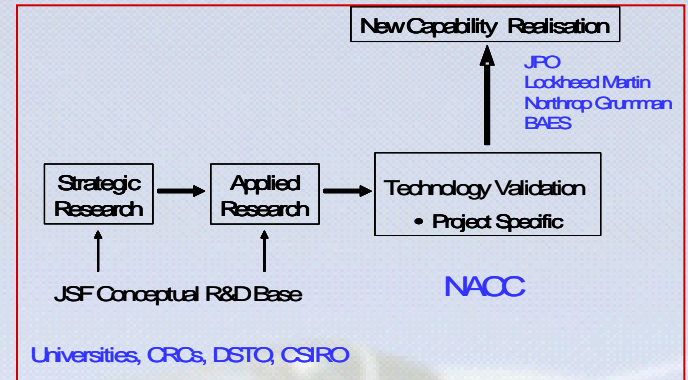 New Capability Realisation
JPO
Lockheed Martin
Northrop Grumman
BAES
Strategic
Research
Applied
Research
Technology Validation
• Project Specific
JSF Conceptual R&D Base
NACC
Universities, CRCs, DSTO, CSIRO